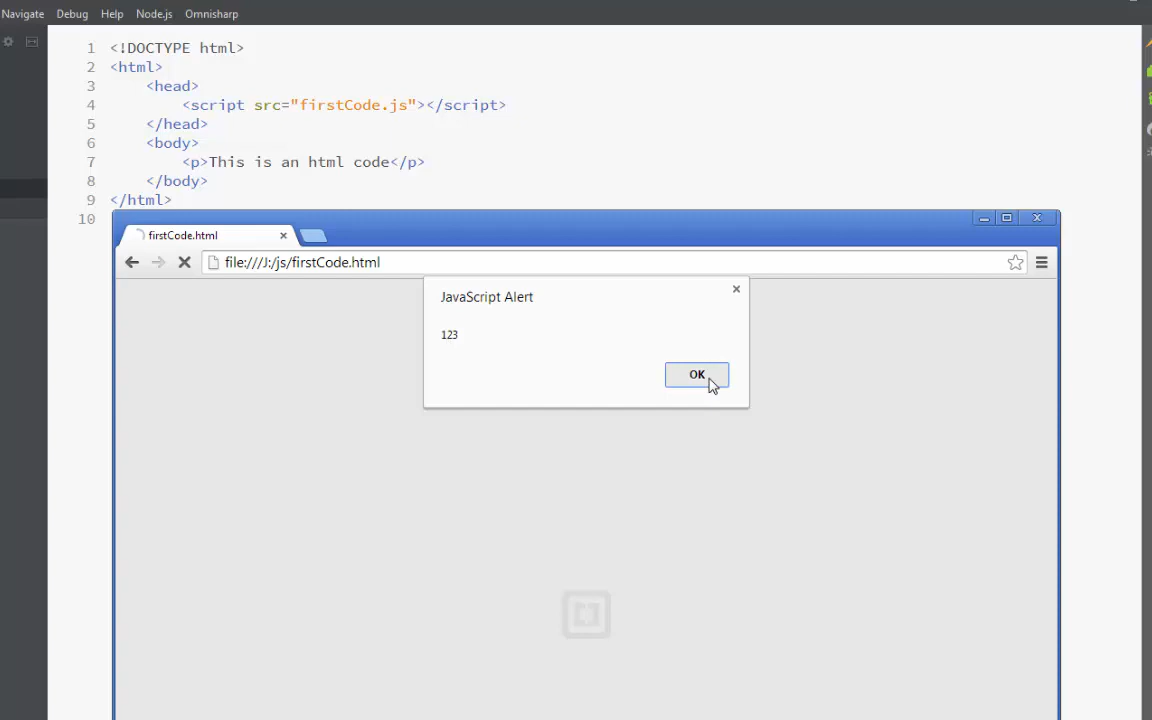 Navigate Debug Help Node.js Omnisharp
1 <!DOCTYPE html>
2 <html>
3 <head>
4 <script src="firstCode.js"></script>
5 </head>
6 <body>
7 <p>This is an html code</p>
8 </body>
9 </html>
10
firstCode.html
file:///J:/js/firstCode.html
JavaScript Alert
123
OK